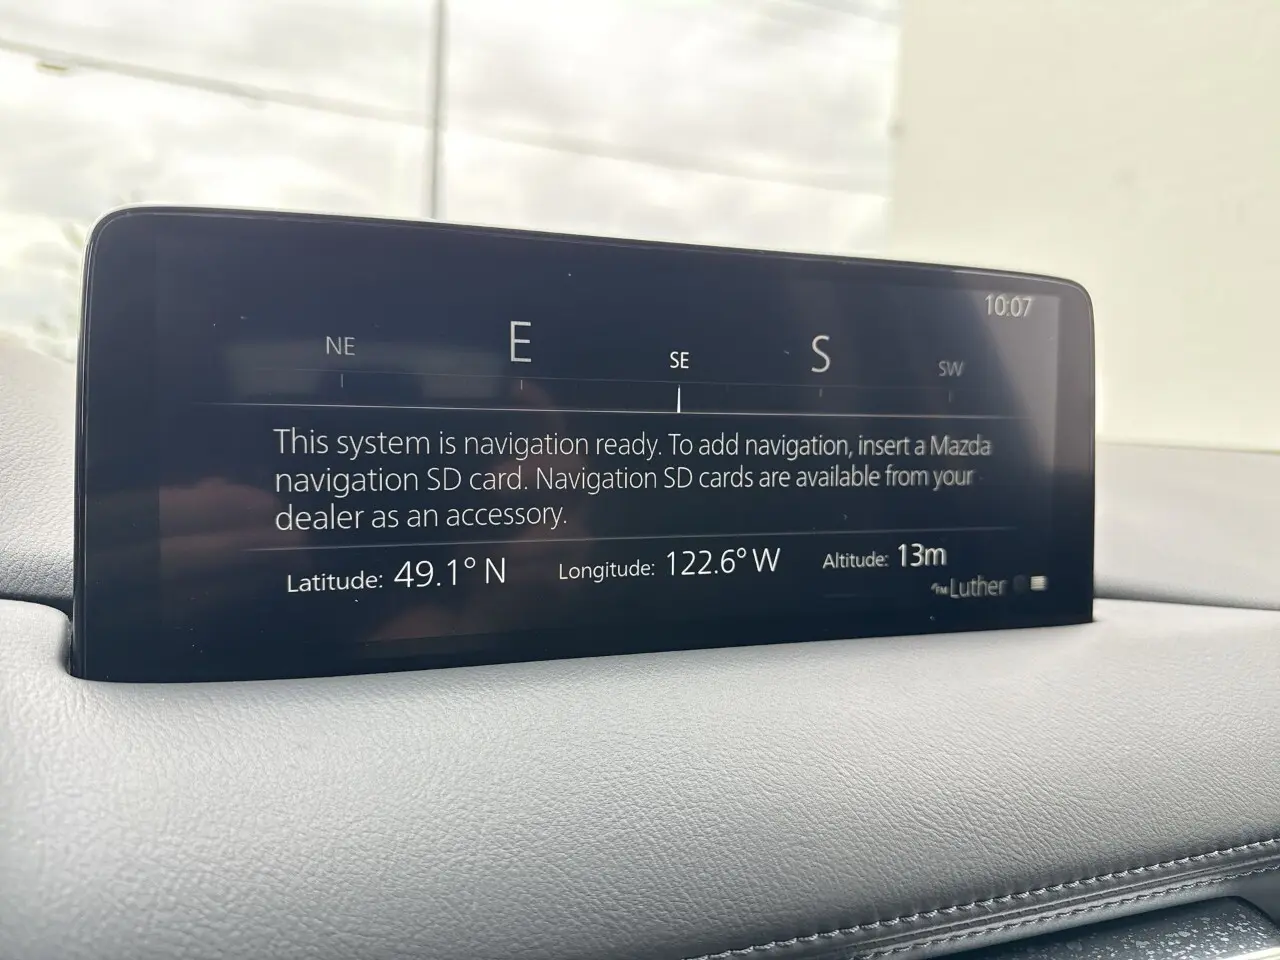 10:07
NE E SE S SW
This system is navigation ready. To add navigation, insert a Mazda
navigation SD card. Navigation SD cards are available from your
dealer as an accessory.
Latitude: 49.1° N Longitude: 122.6° W Altitude: 13m
FM Luther